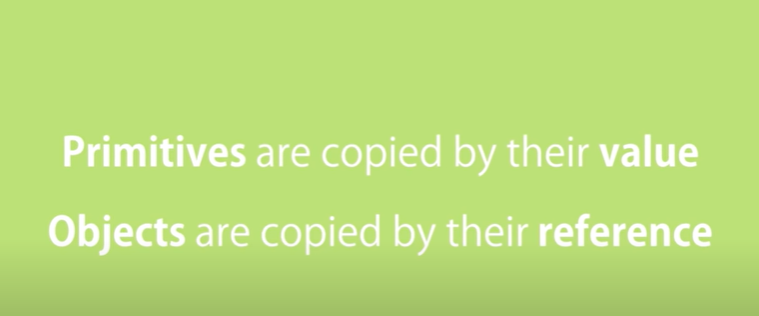 Primitives are copied by their value
Objects are copied by their reference